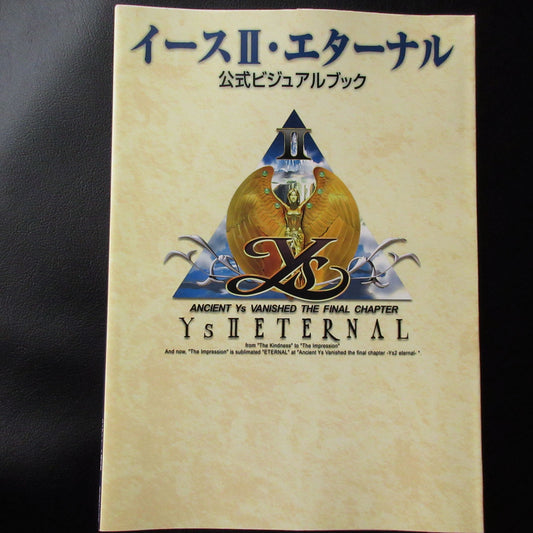 イースII・エターナル
公式ビジュアルブック
II
Ys
ANCIENT Ys VANISHED THE FINAL CHAPTER
Ys II ETERNAL
from "The Kindness" to "The Impression"
And now, "The Impression" is sublimated "ETERNAL" at "Ancient Ys Vanished the final chapter -Ys2 eternal- ".